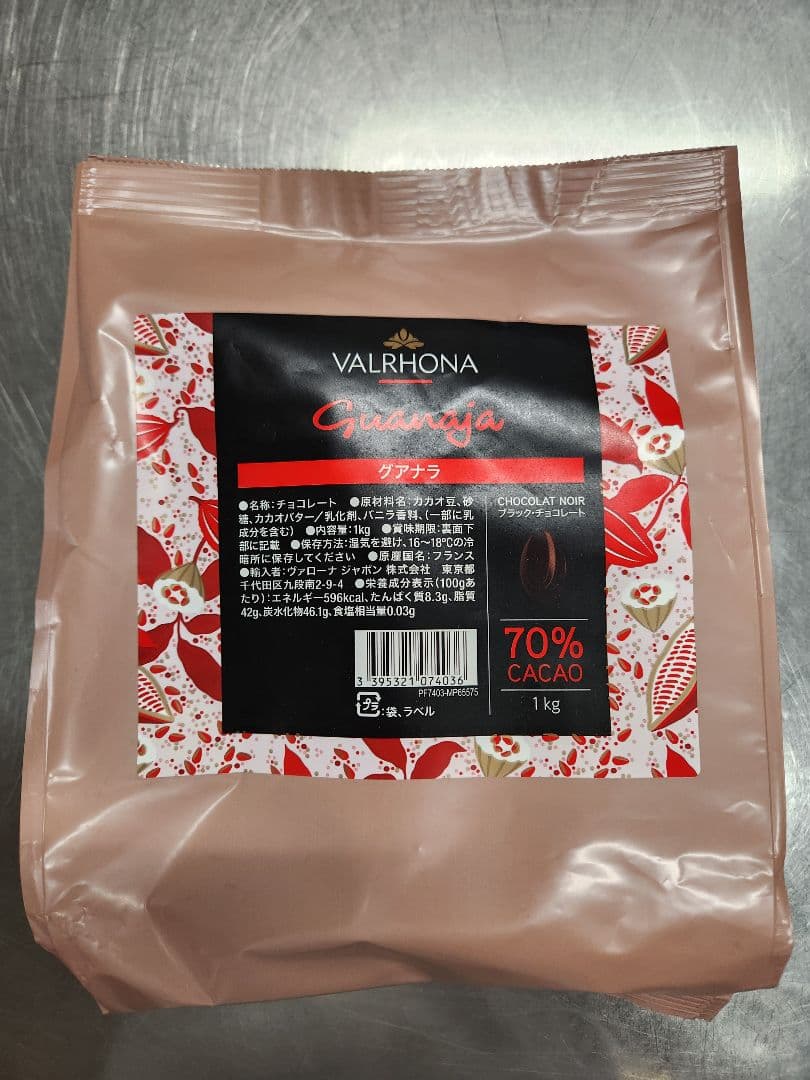 VALRHONA
Guanaja
グアナラ
●名称:チョコレート ●原材料名:カカオ豆、砂
糖、カカオバター/乳化剤、バニラ香料、(一部に乳
成分を含む) ●内容量:1kg ●賞味期限:裏面下
部に記載 ●保存方法:湿気を避け、16〜18℃の冷
暗所に保存してください ●原産国名:フランス
●輸入者:ヴァローナ ジャポン 株式会社 東京都
千代田区九段南2-9-4 ●栄養成分表示(100gあ
たり):エネルギー596kcal、たんぱく質8.3g、脂質
42g、炭水化物46.1g、食塩相当量0.03g
3 395321 074036
PF7403-MP65575
プラ:袋、ラベル
CHOCOLAT NOIR
ブラック・チョコレート
70%
CACAO
1 kg